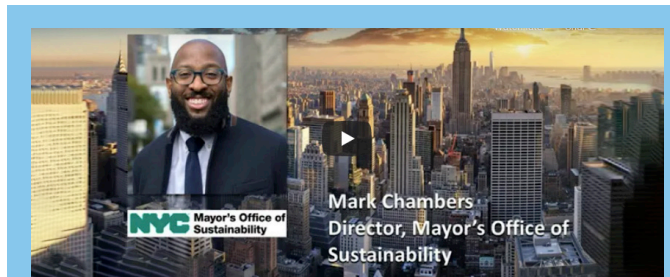 NYC Mayor's Office of
Sustainability
Mark Chambers
Director, Mayor's Office of
Sustainability